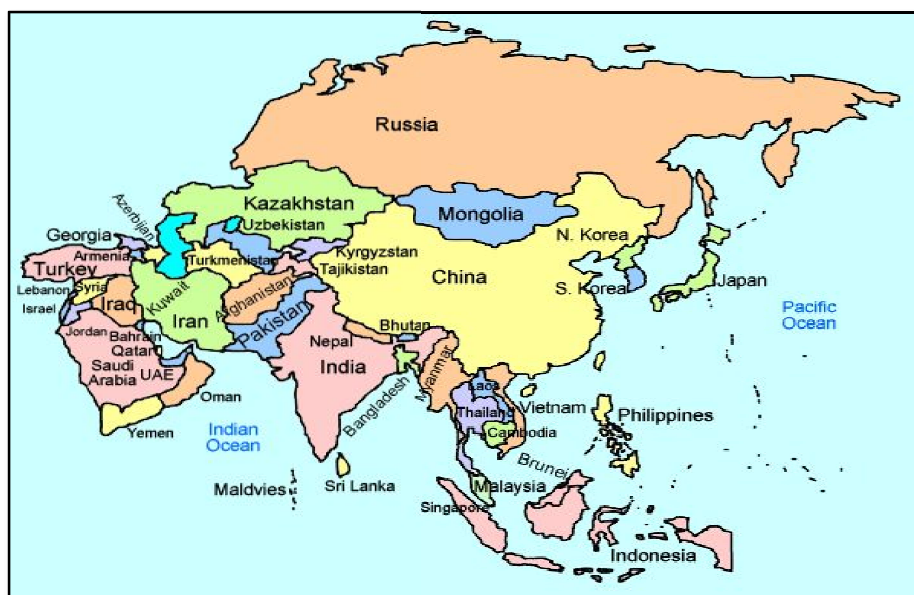 Russia
Kazakhstan
Azerbijan
Uzbekistan
Mongolia
Georgia
N. Korea
Kyrgyzstan
Armenia
Turkmenistan
Turkey
Tajikistan
China
Japan
Lebanon
Syria
Afghanistan
S. Korea
Kuwait
Iraq
Israel
Iran
Pakistan
Pacific
Ocean
Jordan
Bahrain
Bhutan
Nepal
Qatar
India
Myanmar
Saudi
Arabia
UAE
Laos
Oman
Bangladesh
Thailand
Vietnam
Philippines
Yemen
Indian
Ocean
Cambodia
Brunei
Maldvies
Sri Lanka
Malaysia
Singapore
Indonesia